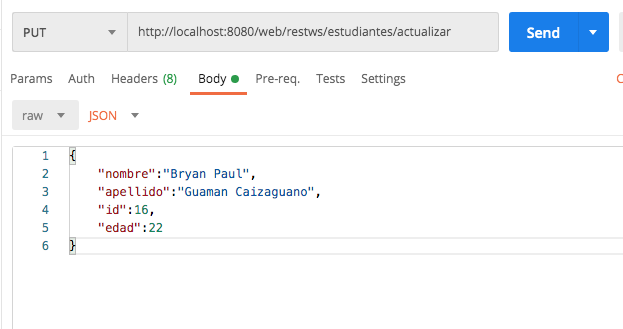 PUT http://localhost:8080/web/restws/estudiantes/actualizar Send
Params Auth Headers (8) Body Pre-req. Tests Settings C
raw JSON
1 {
2 "nombre":"Bryan Paul",
3 "apellido":"Guaman Caizaguano",
4 "id":16,
5 "edad":22
6 }